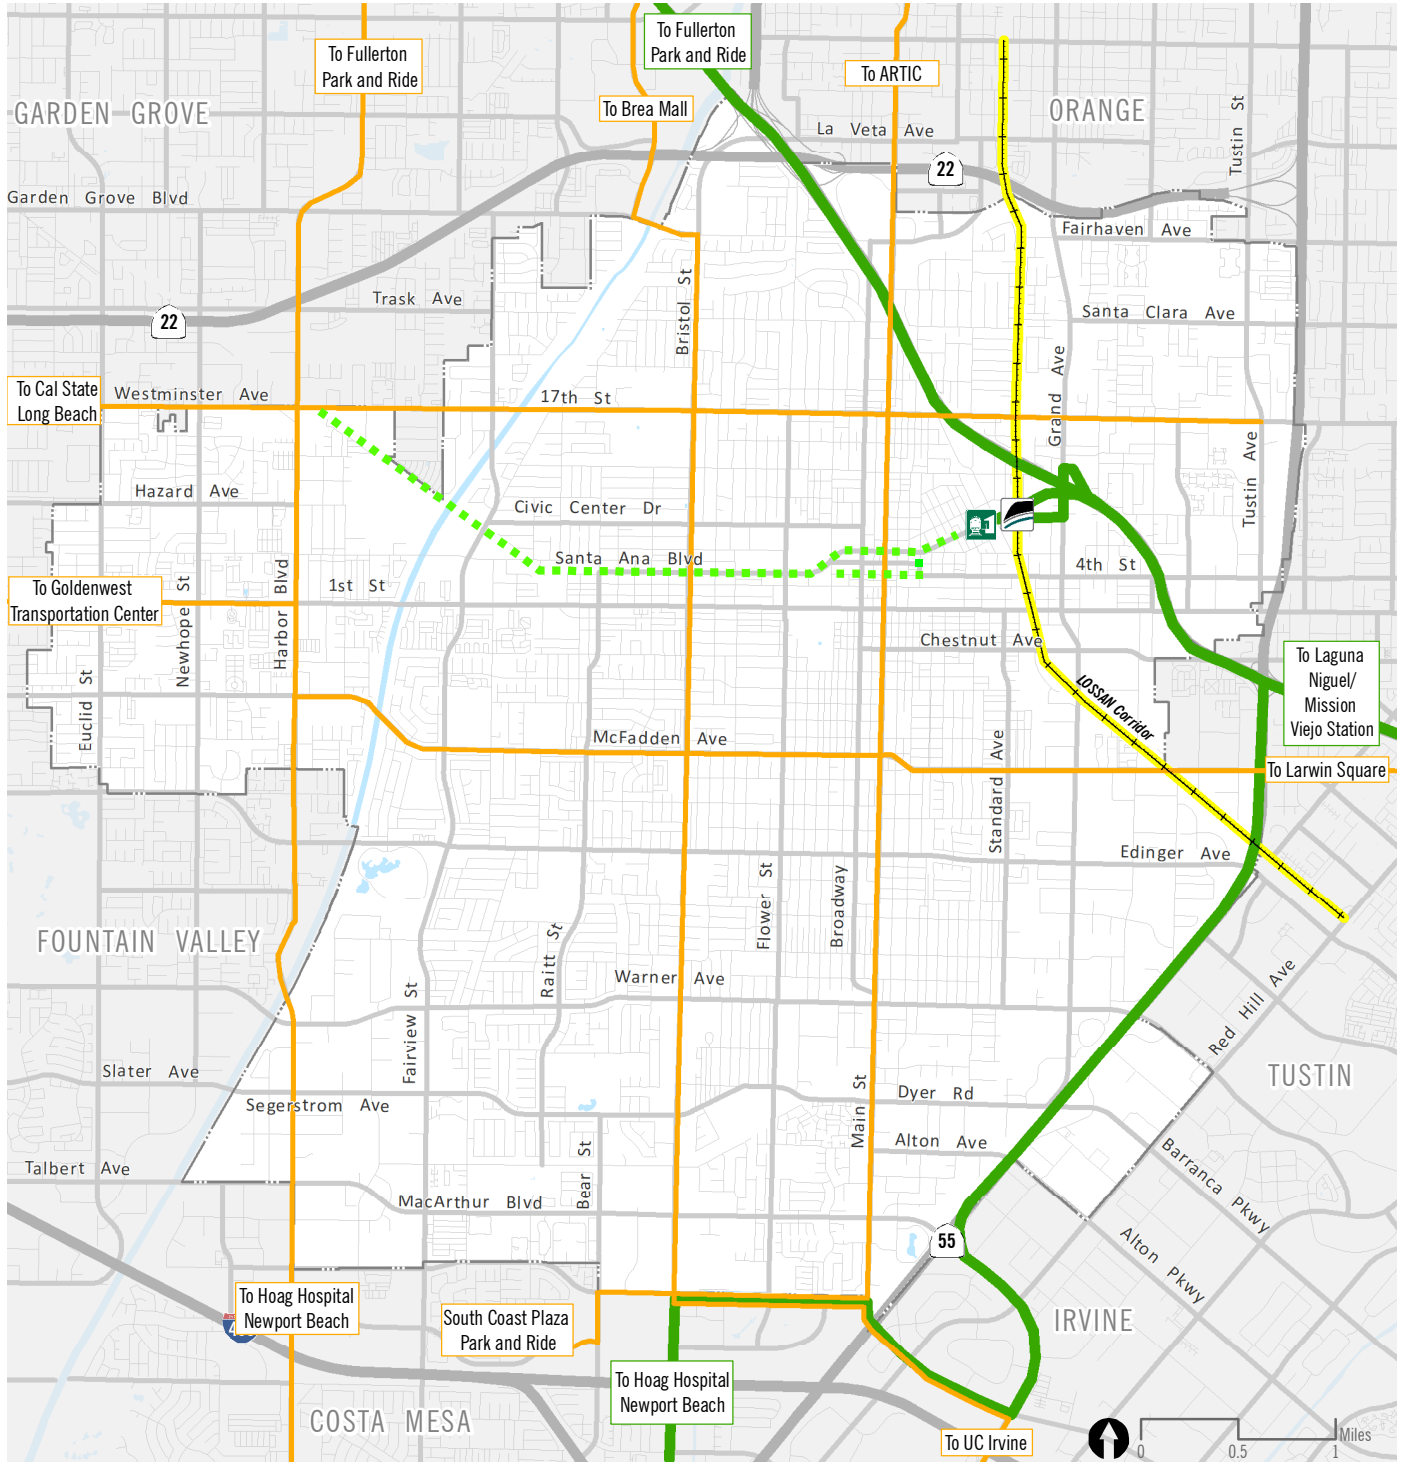 To Fullerton
Park and Ride
To Fullerton
Park and Ride
To ARTIC
To Brea Mall
GARDEN GROVE
ORANGE
La Veta Ave
Tustin St
22
Garden Grove Blvd
Fairhaven Ave
Trask Ave
Bristol St
Santa Clara Ave
22
To Cal State
Long Beach
Westminster Ave
17th St
Grand Ave
Tustin Ave
Hazard Ave
Civic Center Dr
Santa Ana Blvd
4th St
To Goldenwest
Transportation Center
Newhope St
Harbor Blvd
1st St
Chestnut Ave
Euclid St
To Laguna
Niguel/
Mission
Viejo Station
LOSSAN Corridor
McFadden Ave
Standard Ave
To Larwin Square
Edinger Ave
Flower St
Broadway
FOUNTAIN VALLEY
Raitt St
Warner Ave
Fairview St
Red Hill Ave
Slater Ave
TUSTIN
Segerstrom Ave
Main St
Dyer Rd
Alton Ave
Talbert Ave
Bear St
Barranca Pkwy
MacArthur Blvd
55
Alton Pkwy
To Hoag Hospital
Newport Beach
South Coast Plaza
Park and Ride
IRVINE
To Hoag Hospital
Newport Beach
COSTA MESA
To UC Irvine
Miles
0 0.5 1